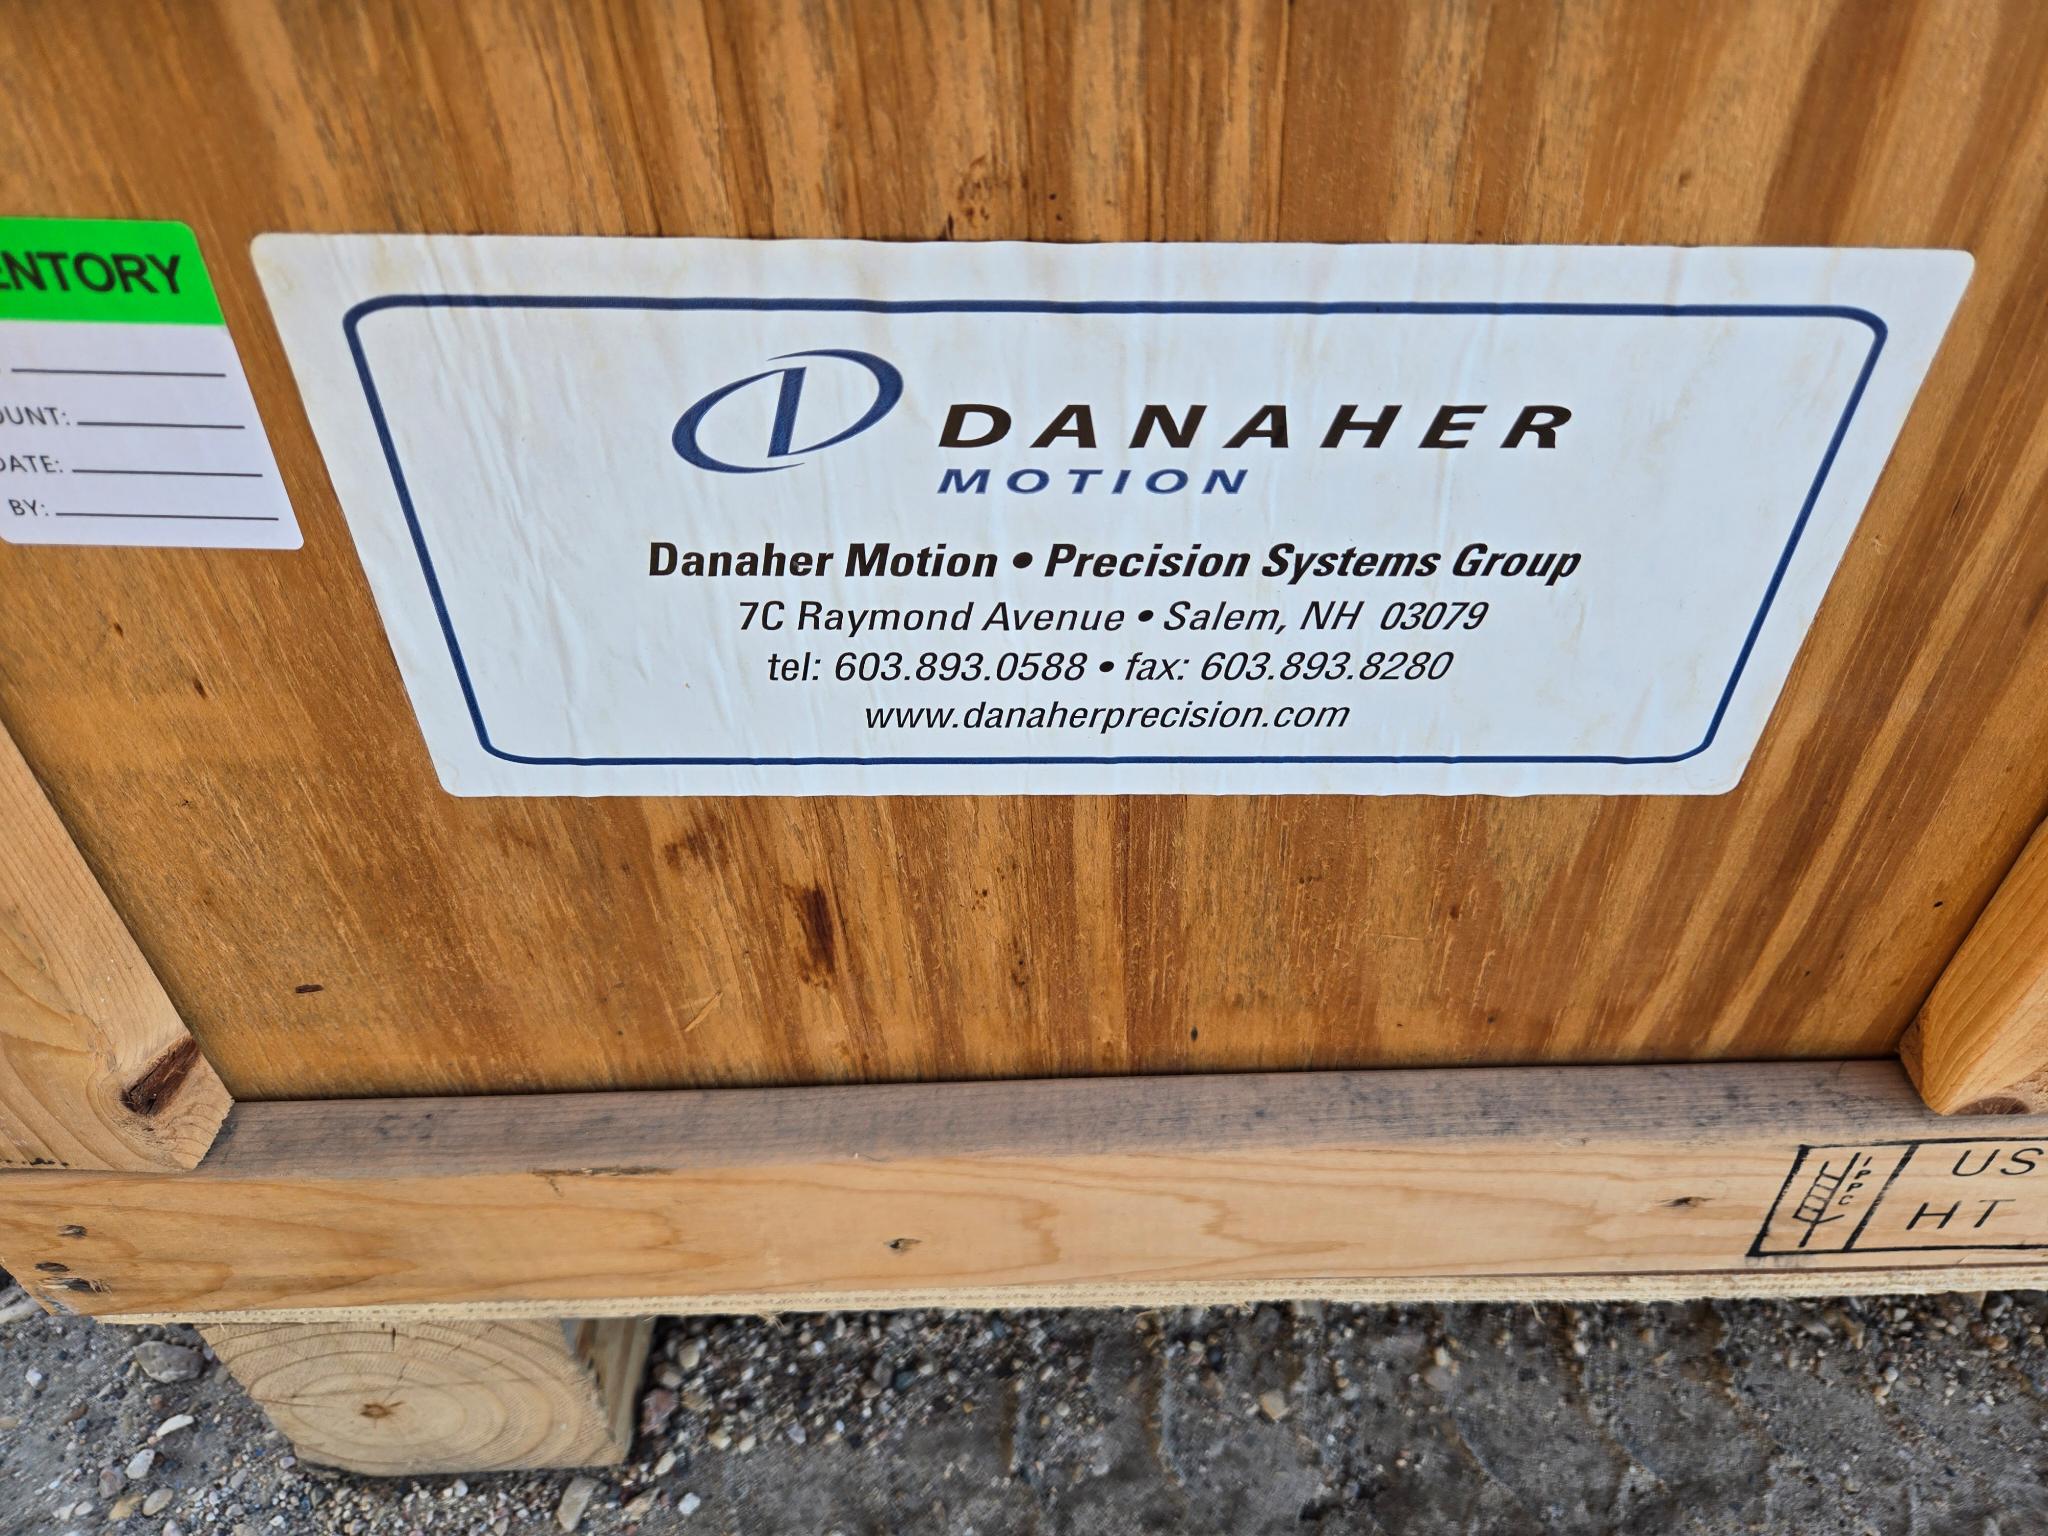 ENTORY
OUNT:
DATE:
BY:
DANAHER
MOTION
Danaher Motion • Precision Systems Group
7C Raymond Avenue • Salem, NH 03079
tel: 603.893.0588 • fax: 603.893.8280
www.danaherprecision.com
IPPC
US
HT